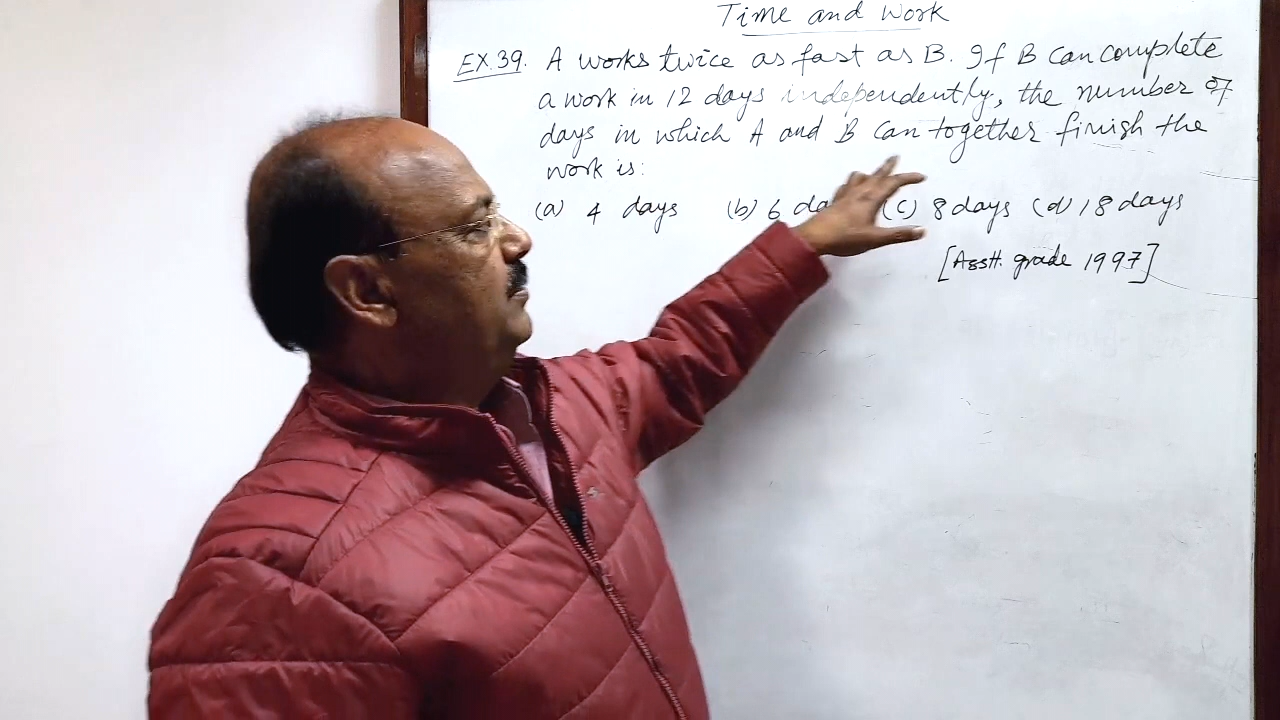 Time and Work
EX.39. A works twice as fast as B. If B can complete
a work in 12 days independently, the number of
days in which A and B can together finish the
work is:
(a) 4 days (b) 6 da (c) 8 days (d) 18 days
[Asstt. grade 1997]